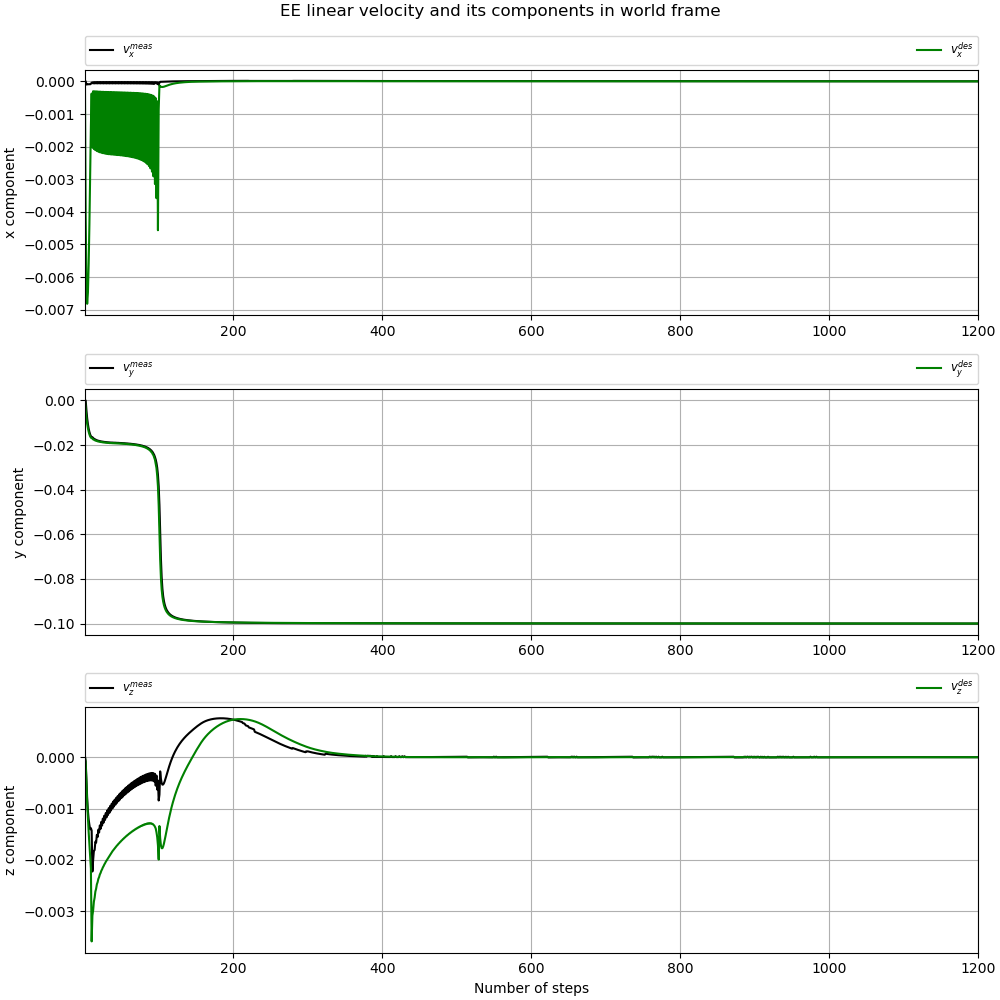 EE linear velocity and its components in world frame
v_x^meas v_x^des
0.000
−0.001
−0.002
−0.003
−0.004
−0.005
−0.006
−0.007
x component
200 400 600 800 1000 1200
v_y^meas v_y^des
0.00
−0.02
−0.04
−0.06
−0.08
−0.10
y component
200 400 600 800 1000 1200
v_z^meas v_z^des
0.000
−0.001
−0.002
−0.003
z component
200 400 600 800 1000 1200
Number of steps